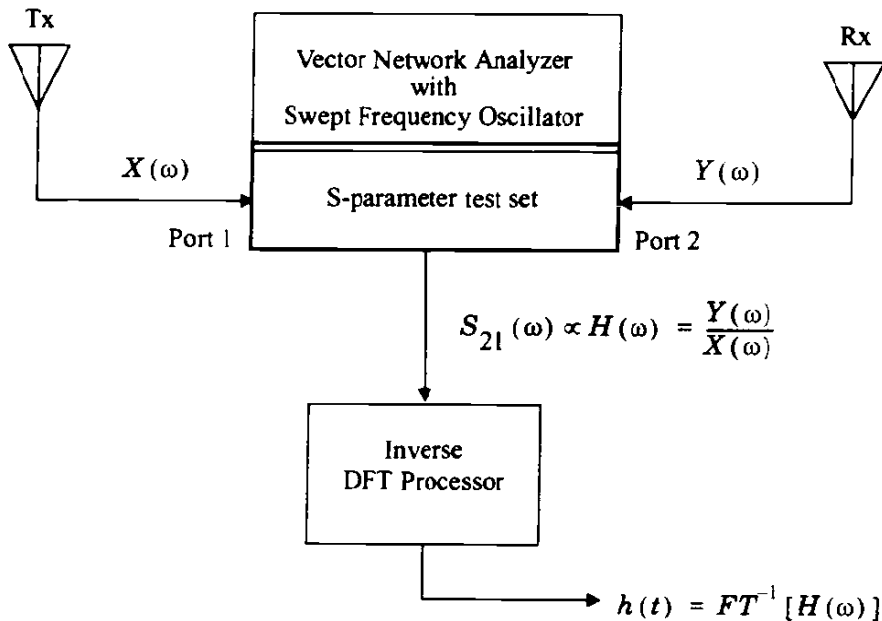 Tx
Rx
Vector Network Analyzer
with
Swept Frequency Oscillator
X(ω)
Y(ω)
S-parameter test set
Port 1
Port 2
S21(ω) ∝ H(ω) = Y(ω)/X(ω)
Inverse
DFT Processor
h(t) = FT^-1 [H(ω)]